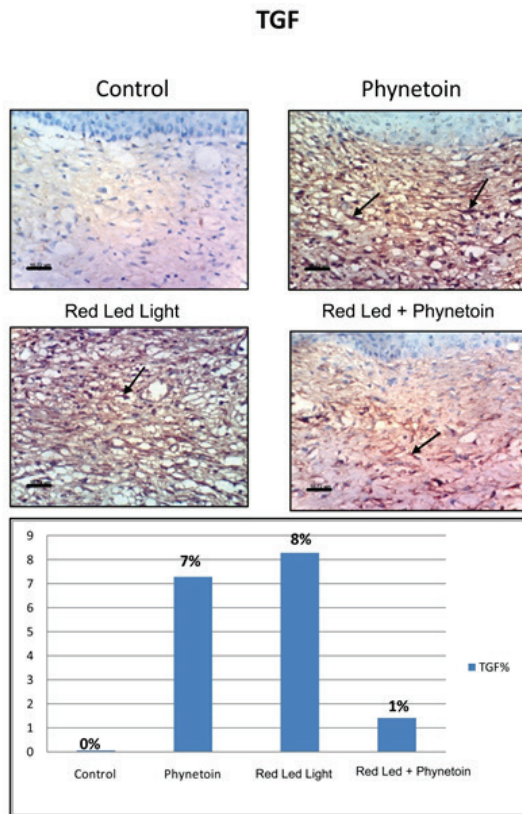 TGF
Control
Phynetoin
Red Led Light
Red Led + Phynetoin
9
8
7
6
5
4
3
2
1
0
0%
7%
8%
1%
TGF%
Control
Phynetoin
Red Led Light
Red Led + Phynetoin